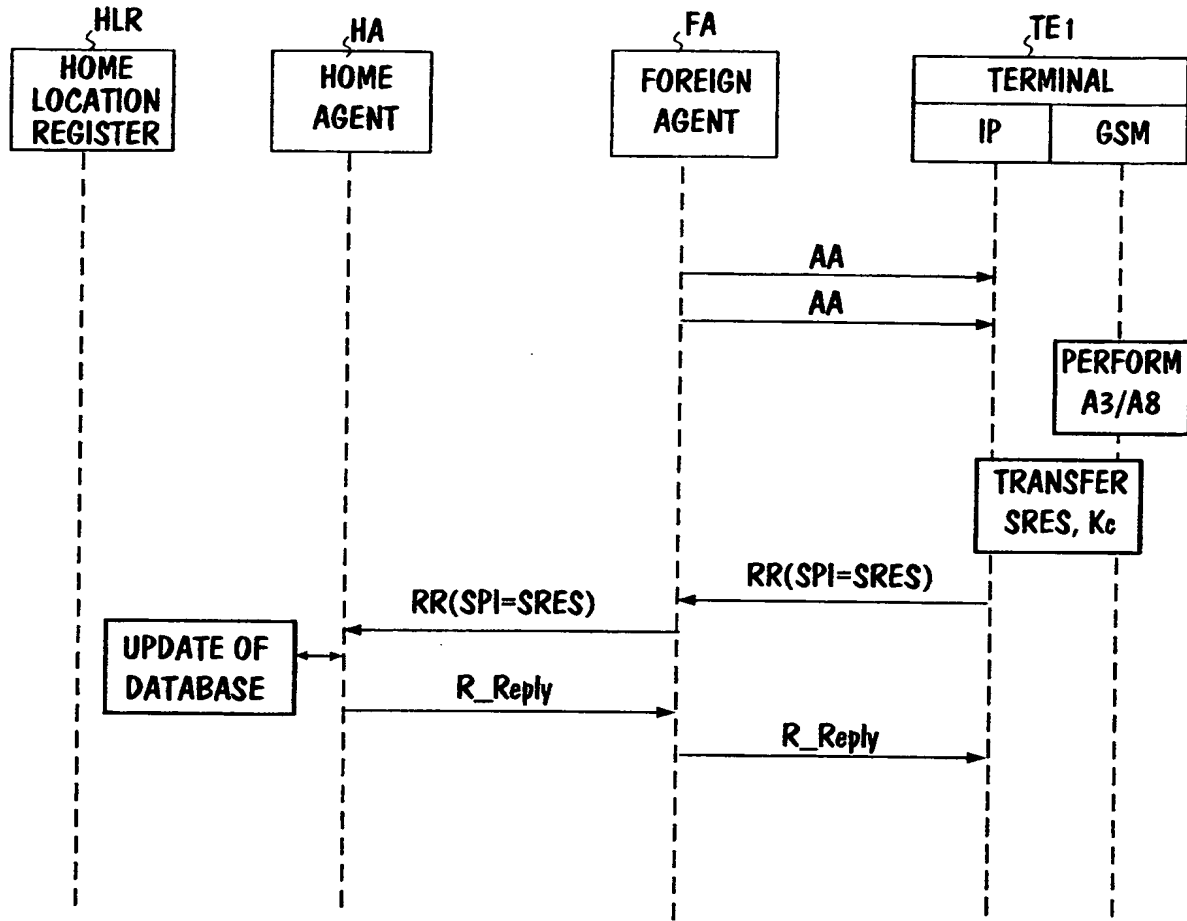 HLR
HOME
LOCATION
REGISTER
HA
HOME
AGENT
FA
FOREIGN
AGENT
TE1
TERMINAL
IP
GSM
AA
AA
PERFORM
A3/A8
TRANSFER
SRES, Kc
RR(SPI=SRES)
RR(SPI=SRES)
UPDATE OF
DATABASE
R_Reply
R_Reply